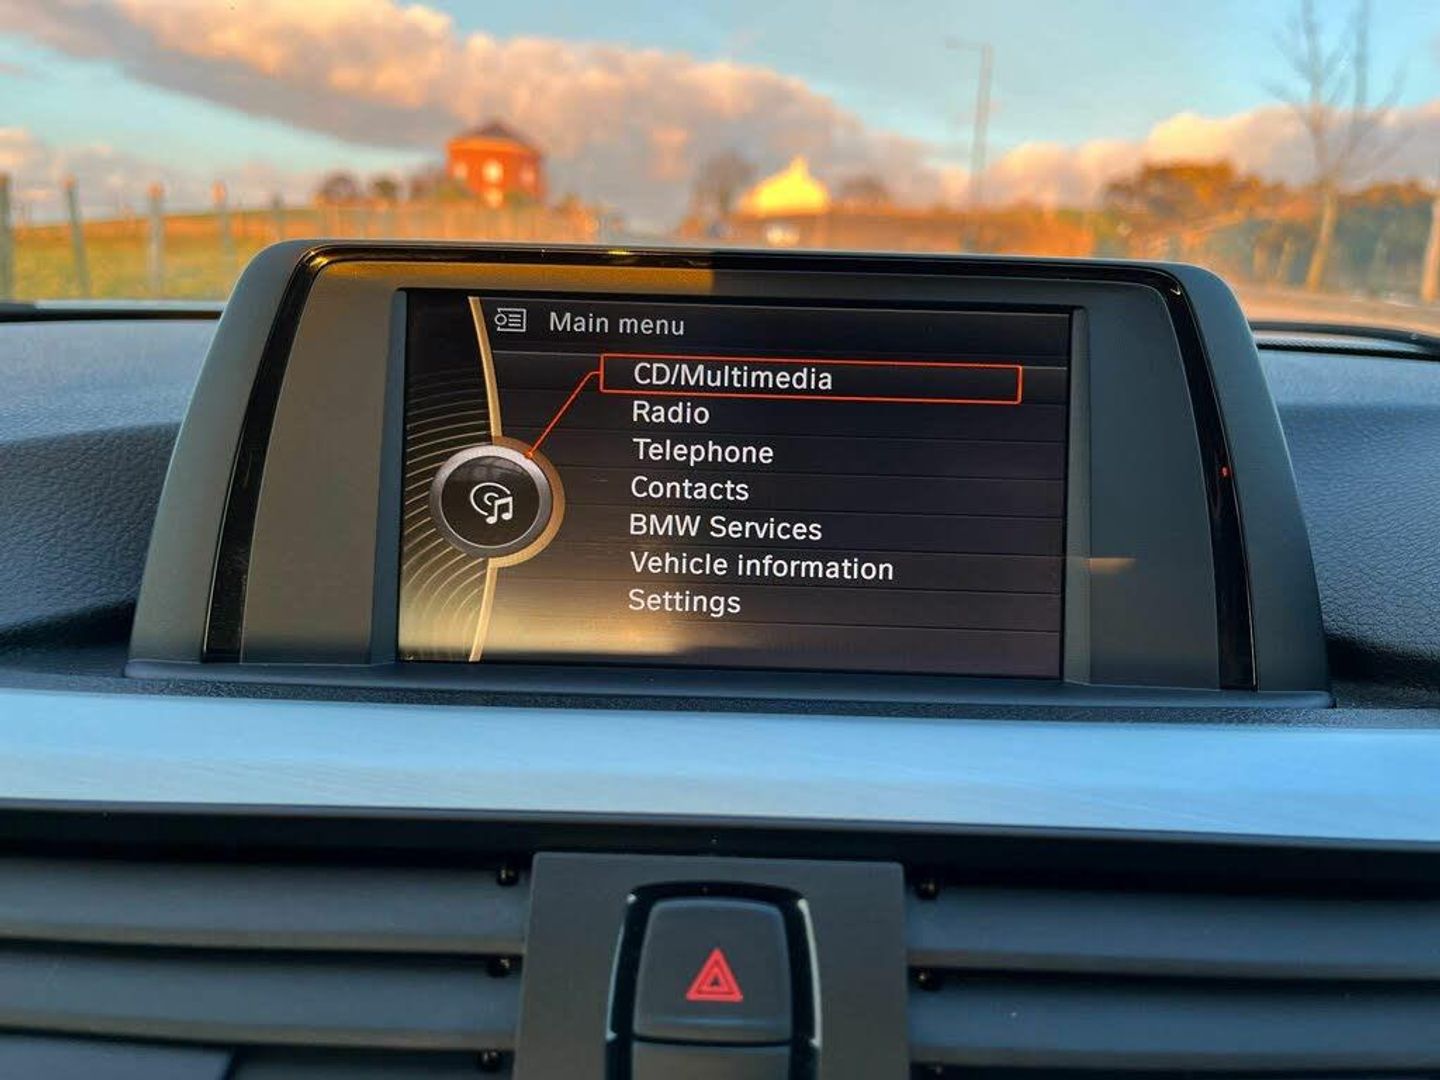 Main menu
CD/Multimedia
Radio
Telephone
Contacts
BMW Services
Vehicle information
Settings